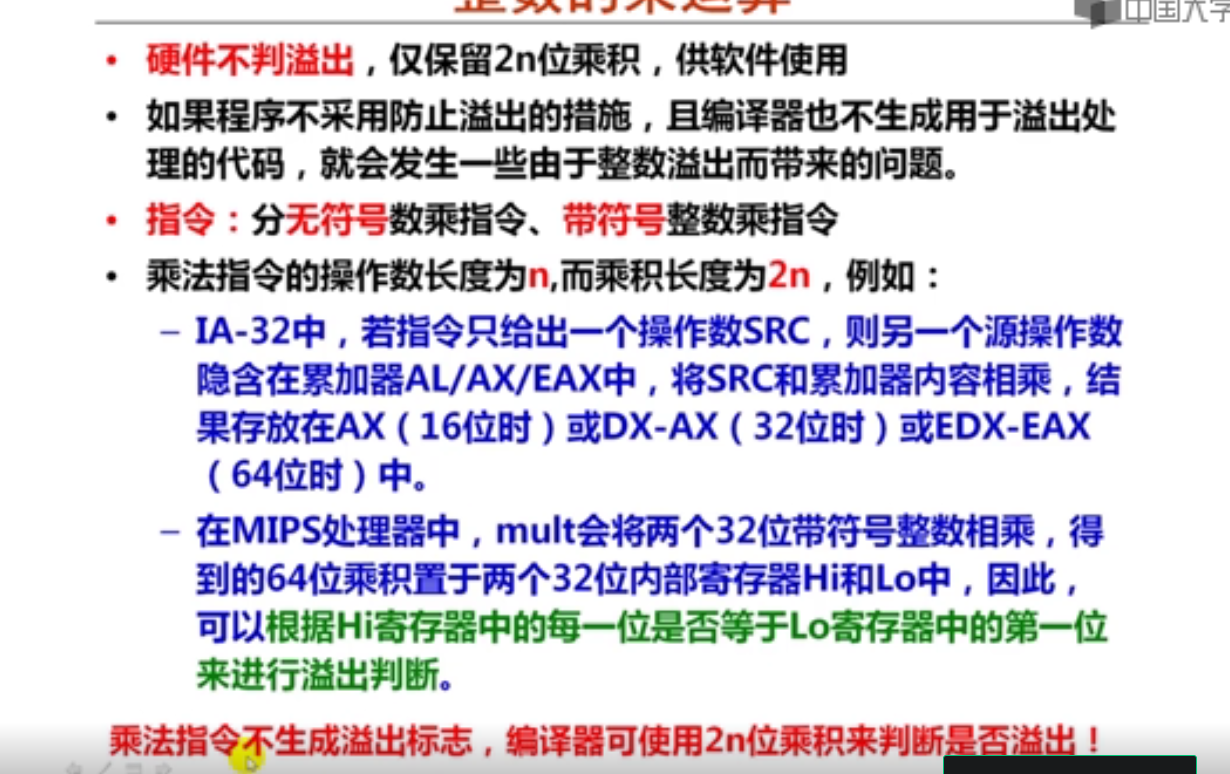 整数的乘运算
中国大学
• 硬件不判溢出，仅保留2n位乘积，供软件使用
• 如果程序不采用防止溢出的措施，且编译器也不生成用于溢出处
理的代码，就会发生一些由于整数溢出而带来的问题。
• 指令：分无符号数乘指令、带符号整数乘指令
• 乘法指令的操作数长度为n,而乘积长度为2n，例如：
– IA-32中，若指令只给出一个操作数SRC，则另一个源操作数
隐含在累加器AL/AX/EAX中，将SRC和累加器内容相乘，结
果存放在AX（16位时）或DX-AX（32位时）或EDX-EAX
（64位时）中。
– 在MIPS处理器中，mult会将两个32位带符号整数相乘，得
到的64位乘积置于两个32位内部寄存器Hi和Lo中，因此，
可以根据Hi寄存器中的每一位是否等于Lo寄存器中的第一位
来进行溢出判断。
乘法指令不生成溢出标志，编译器可使用2n位乘积来判断是否溢出！